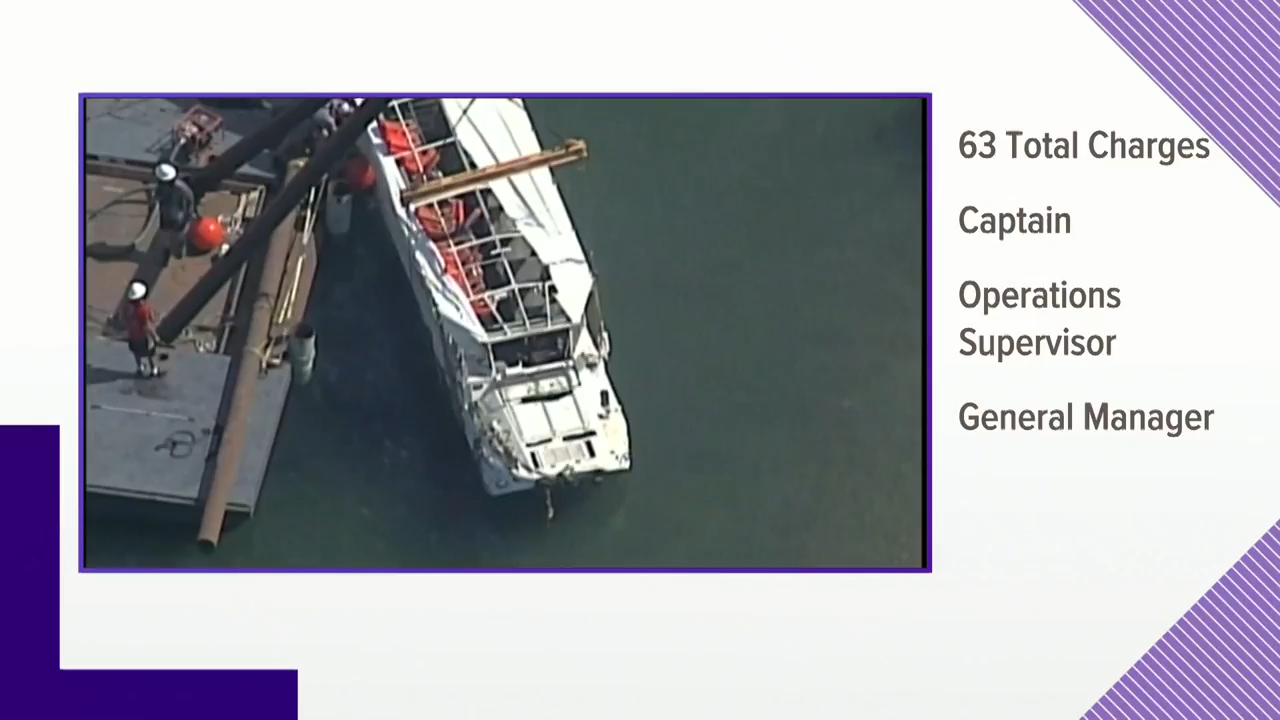 63 Total Charges
Captain
Operations
Supervisor
General Manager